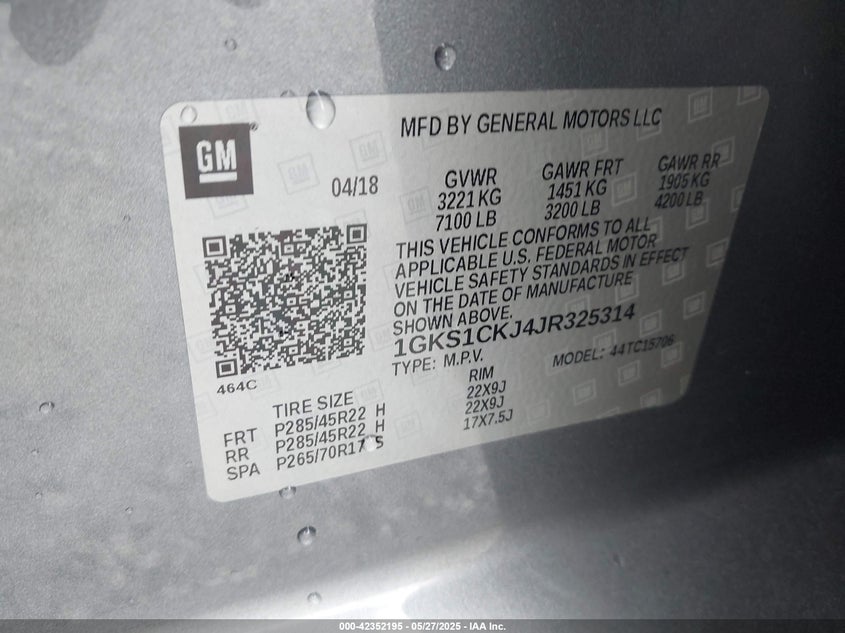 GM
®
MFD BY GENERAL MOTORS LLC
04/18
GVWR GAWR FRT GAWR RR
3221 KG 1451 KG 1905 KG
7100 LB 3200 LB 4200 LB
THIS VEHICLE CONFORMS TO ALL
APPLICABLE U.S. FEDERAL MOTOR
VEHICLE SAFETY STANDARDS IN EFFECT
ON THE DATE OF MANUFACTURE
SHOWN ABOVE.
1GKS1CKJ4JR325314
TYPE: M.P.V. MODEL: 44TC15706
464C
TIRE SIZE RIM
FRT P285/45R22 H 22X9J
RR P285/45R22 H 22X9J
SPA P265/70R17 S 17X7.5J
000-42352195 - 05/27/2025 - IAA Inc.